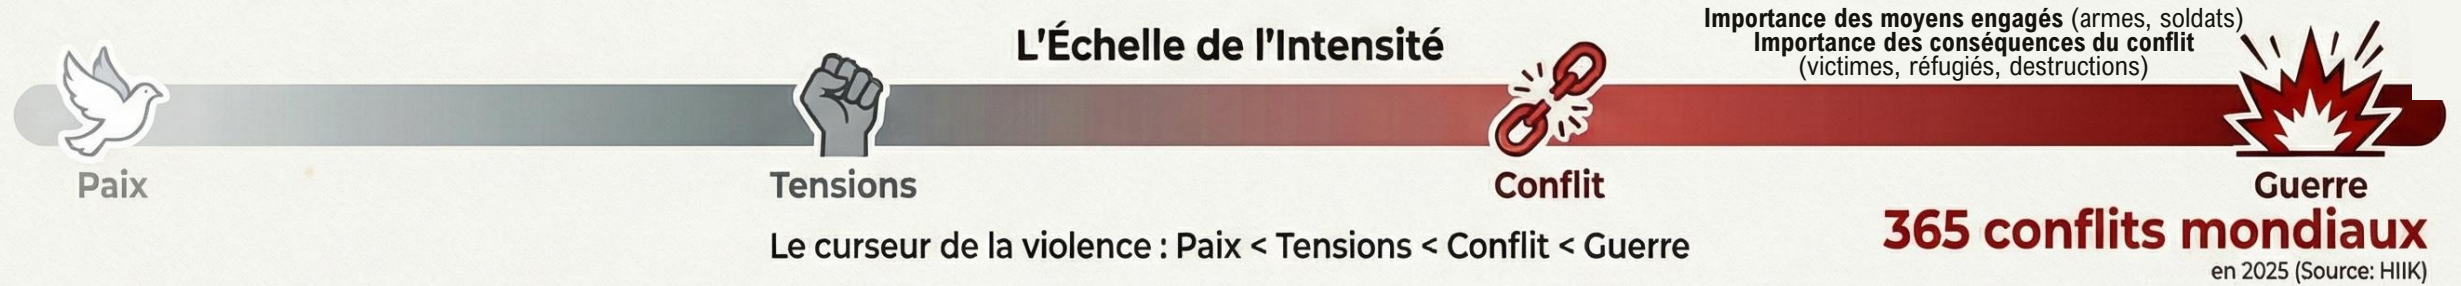 L'Échelle de l'Intensité
Importance des moyens engagés (armes, soldats)
Importance des conséquences du conflit
(victimes, réfugiés, destructions)
Paix
Tensions
Conflit
Guerre
Le curseur de la violence : Paix < Tensions < Conflit < Guerre
365 conflits mondiaux
en 2025 (Source: HIIK)